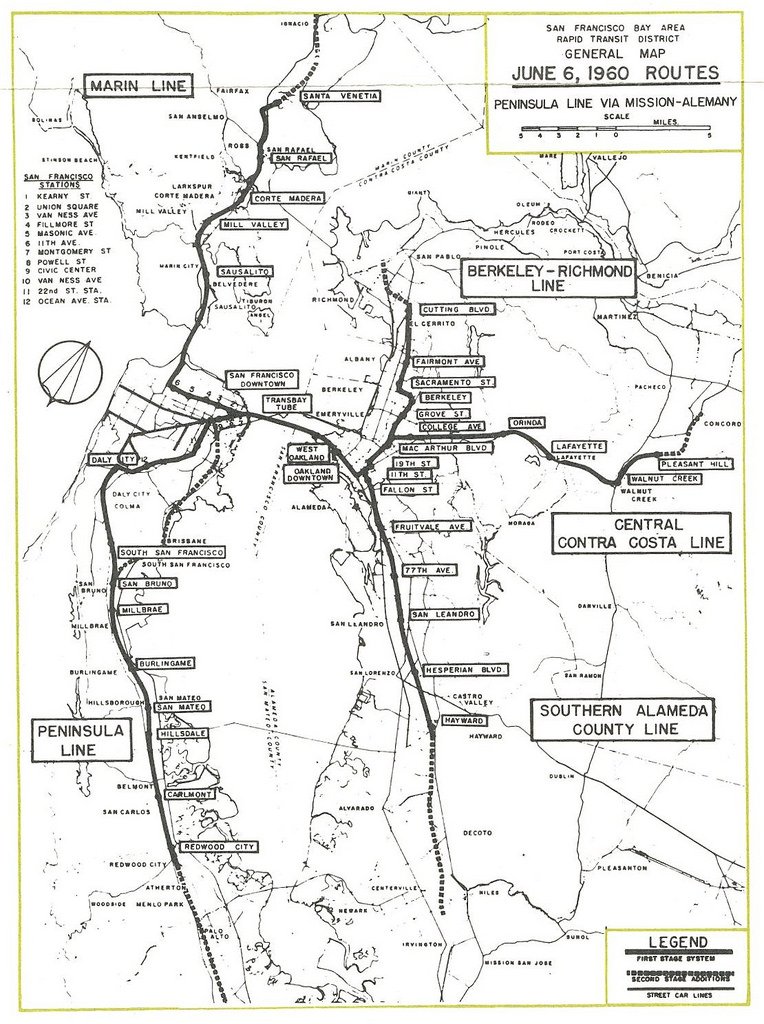 SAN FRANCISCO BAY AREA
RAPID TRANSIT DISTRICT
GENERAL MAP
JUNE 6, 1960 ROUTES
PENINSULA LINE VIA MISSION-ALEMANY
SCALE MILES
5 4 3 2 1 0 5
IGNACIO
MARIN LINE
FAIRFAX
SANTA VENETIA
BOLINAS
SAN ANSELMO
ROSS
SAN RAFAEL
SAN RAFAEL
STINSON BEACH
KENTFIELD
MARIN COUNTY
CONTRA COSTA COUNTY
MARE
VALLEJO
SAN FRANCISCO
STATIONS
1 KEARNY ST.
2 UNION SQUARE
3 VAN NESS AVE
4 FILLMORE ST
5 MASONIC AVE.
6 11TH AVE.
7 MONTGOMERY ST
8 POWELL ST
9 CIVIC CENTER
10 VAN NESS AVE
11 22nd ST. STA.
12 OCEAN AVE. STA.
LARKSPUR
CORTE MADERA
CORTE MADERA
MILL VALLEY
MILL VALLEY
GIANT
OLEUM
RODEO
HERCULES
CROCKETT
PINOLE
PORT COSTA
SAN PABLO
BENICIA
MARIN CITY
SAUSALITO
BELVEDERE
TIBURON
SAUSALITO
ANGEL
RICHMOND
BERKELEY-RICHMOND
LINE
CUTTING BLVD
EL CERRITO
MARTINEZ
ALBANY
FAIRMONT AVE
SAN FRANCISCO
DOWNTOWN
SACRAMENTO ST.
PACHECO
BERKELEY
BERKELEY
TRANSBAY
TUBE
EMERYVILLE
GROVE ST.
COLLEGE AVE
ORINDA
CONCORD
MAC ARTHUR BLVD
LAFAYETTE
LAFAYETTE
WEST
OAKLAND
OAKLAND
DOWNTOWN
19TH ST
11TH ST.
FALLON ST
PLEASANT HILL
WALNUT CREEK
WALNUT
CREEK
DALY CITY
12
DALY CITY
COLMA
SAN FRANCISCO COUNTY
ALAMEDA
MORAGA
FRUITVALE AVE
CENTRAL
CONTRA COSTA LINE
BRISBANE
SOUTH SAN FRANCISCO
SOUTH SAN FRANCISCO
77TH AVE.
SAN
BRUNO
SAN BRUNO
MILLBRAE
MILLBRAE
SAN LEANDRO
SAN LEANDRO
DANVILLE
BURLINGAME
BURLINGAME
SAN LORENZO
HESPERIAN BLVD.
SAN RAMON
CASTRO
VALLEY
HILLSBOROUGH
SAN MATEO
SAN MATEO
ALAMEDA COUNTY
SAN MATEO COUNTY
SOUTHERN ALAMEDA
COUNTY LINE
PENINSULA
LINE
HILLSDALE
HAYWARD
HAYWARD
DUBLIN
BELMONT
CARLMONT
SAN CARLOS
ALVARADO
DECOTO
REDWOOD CITY
REDWOOD CITY
PLEASANTON
ATHERTON
WOODSIDE
MENLO PARK
CENTERVILLE
NILES
NEWARK
PALO
ALTO
IRVINGTON
SUNOL
MISSION SAN JOSE
LEGEND
FIRST STAGE SYSTEM
SECOND STAGE ADDITIONS
STREET CAR LINES